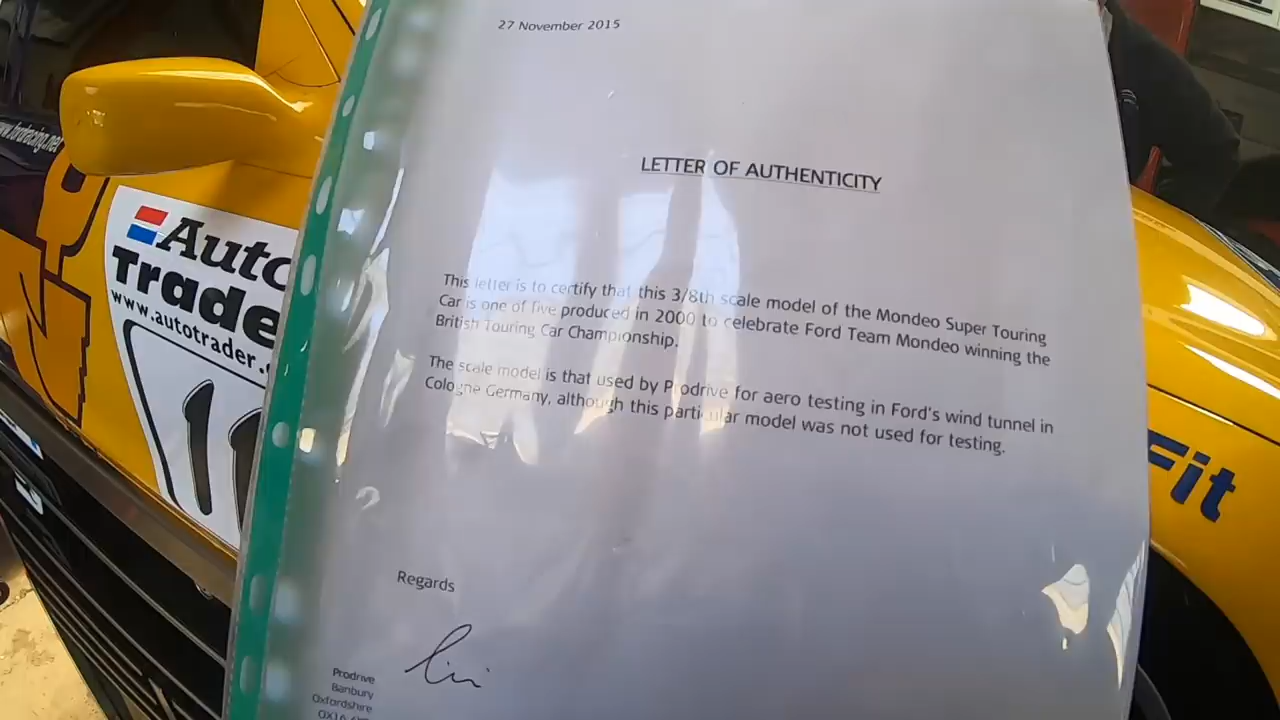 27 November 2015
LETTER OF AUTHENTICITY
This letter is to certify that this 3/8th scale model of the Mondeo Super Touring
Car is one of five produced in 2000 to celebrate Ford Team Mondeo winning the
British Touring Car Championship.
The scale model is that used by Prodrive for aero testing in Ford's wind tunnel in
Cologne Germany, although this particular model was not used for testing.
Regards
Prodrive
Banbury
Oxfordshire
www.fordracing.net
Auto
Trade
www.autotrader.
Fit